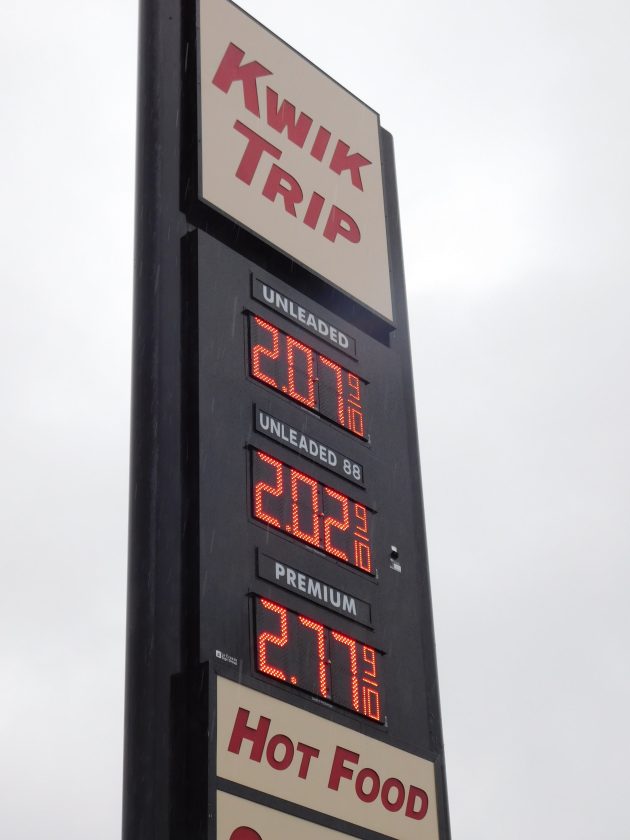 KWIK
TRIP
UNLEADED
2.07 9/10
UNLEADED 88
2.02 9/10
PREMIUM
2.77 9/10
HOT FOOD